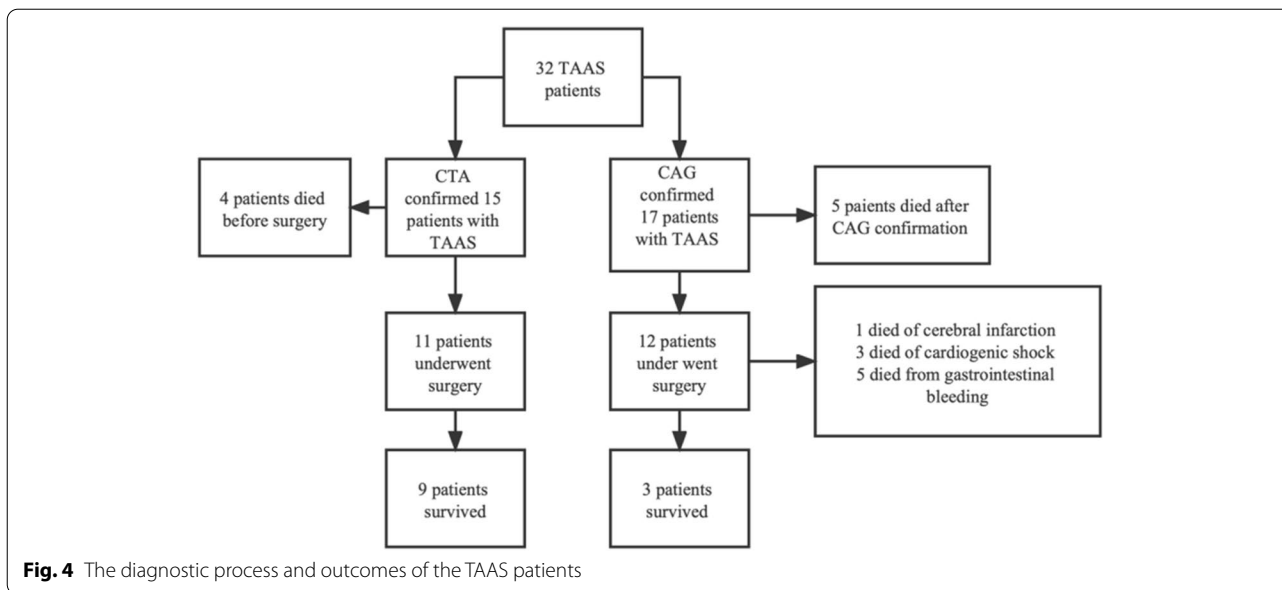 32 TAAS
patients
4 patients died
before surgery
CTA
confirmed 15
patients with
TAAS
CAG
confirmed
17 patients
with TAAS
5 paients died after
CAG confirmation
11 patients
underwent
surgery
12 patients
under went
surgery
1 died of cerebral infarction
3 died of cardiogenic shock
5 died from gastrointestinal
bleeding
9 patients
survived
3 patients
survived
Fig. 4 The diagnostic process and outcomes of the TAAS patients